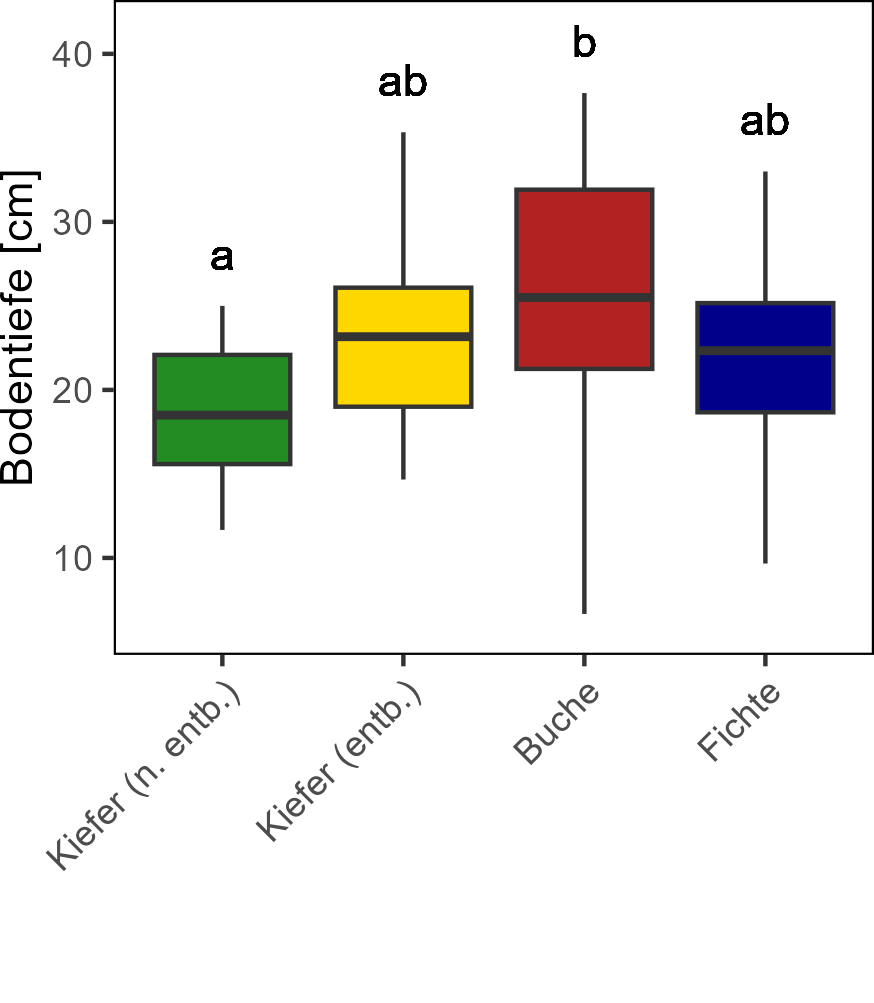 Bodentiefe [cm]
40
30
20
10
a
ab
b
ab
Kiefer (n. entb.)
Kiefer (entb.)
Buche
Fichte